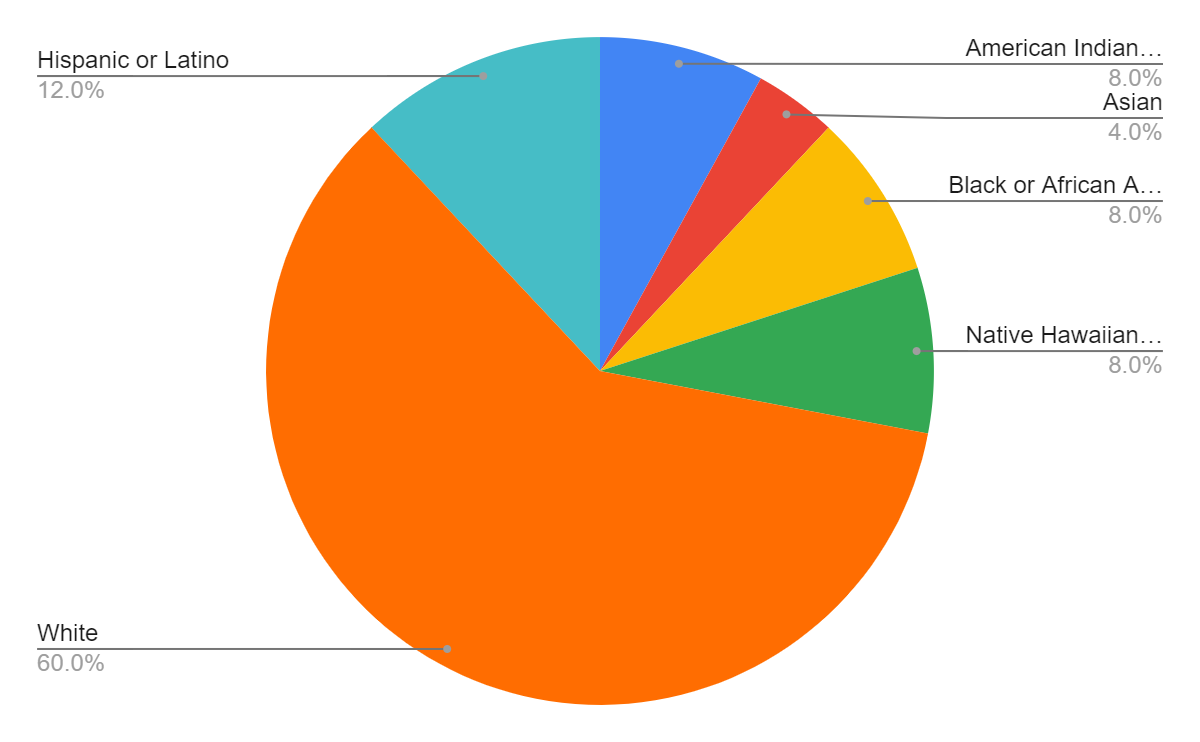 Hispanic or Latino
12.0%
American Indian…
8.0%
Asian
4.0%
Black or African A…
8.0%
Native Hawaiian…
8.0%
White
60.0%